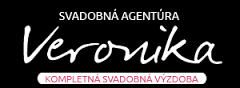 SVADOBNÁ AGENTÚRA
Veronika
KOMPLETNÁ SVADOBNÁ VÝZDOBA